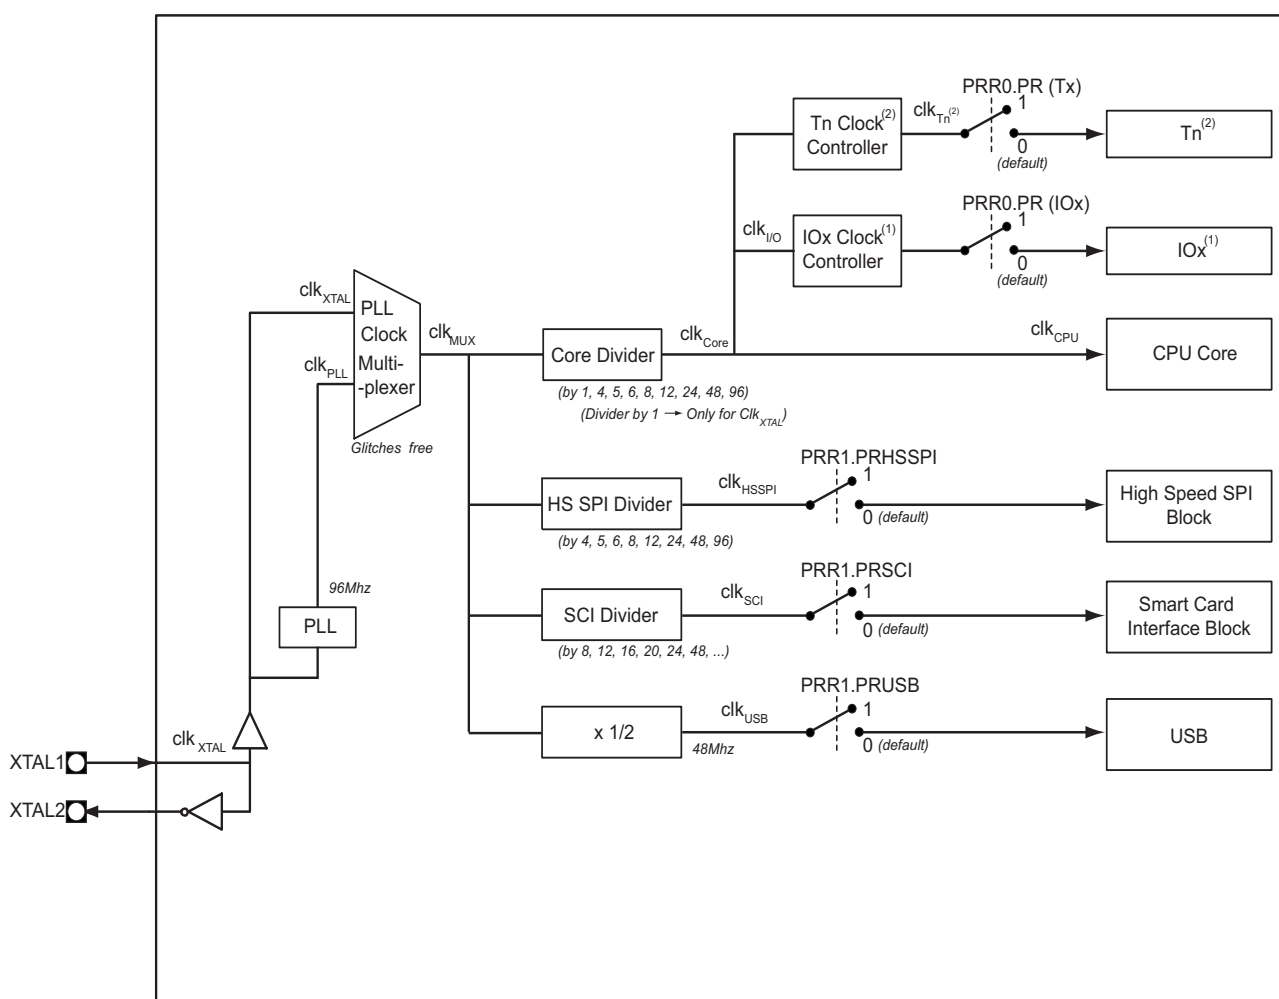 PRR0.PR (Tx)
clkTn(2)
1
Tn Clock(2)
Controller
Tn(2)
0
(default)
PRR0.PR (IOx)
1
clkI/O
IOx Clock(1)
Controller
IOx(1)
0
(default)
clkXTAL
PLL
Clock
Multi-
-plexer
clkPLL
Glitches free
clkMUX
Core Divider
clkCore
clkCPU
CPU Core
(by 1, 4, 5, 6, 8, 12, 24, 48, 96)
(Divider by 1 → Only for ClkXTAL)
PRR1.PRHSSPI
clkHSSPI
1
HS SPI Divider
High Speed SPI
Block
0 (default)
(by 4, 5, 6, 8, 12, 24, 48, 96)
96Mhz
PLL
PRR1.PRSCI
clkSCI
1
SCI Divider
Smart Card
Interface Block
0 (default)
(by 8, 12, 16, 20, 24, 48, ...)
PRR1.PRUSB
clkUSB
1
x 1/2
48Mhz
0 (default)
USB
clkXTAL
XTAL1
XTAL2